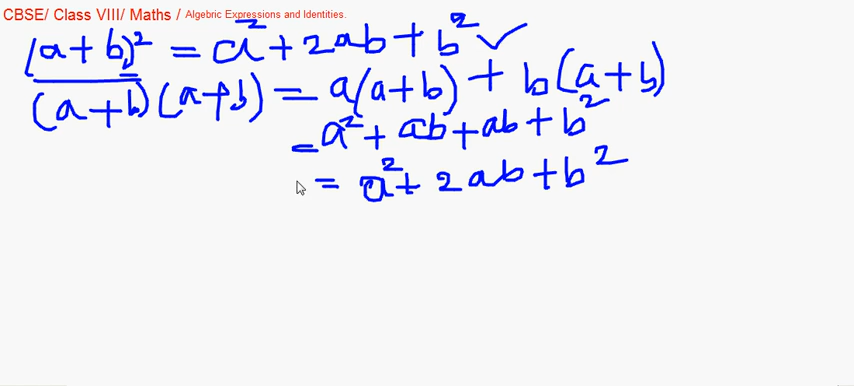 CBSE/ Class VIII/ Maths / Algebric Expressions and Identities.
(a+b)² = a² + 2ab + b² ✓
(a+b)(a+b) = a(a+b) + b(a+b)
= a² + ab + ab + b²
= a² + 2ab + b²